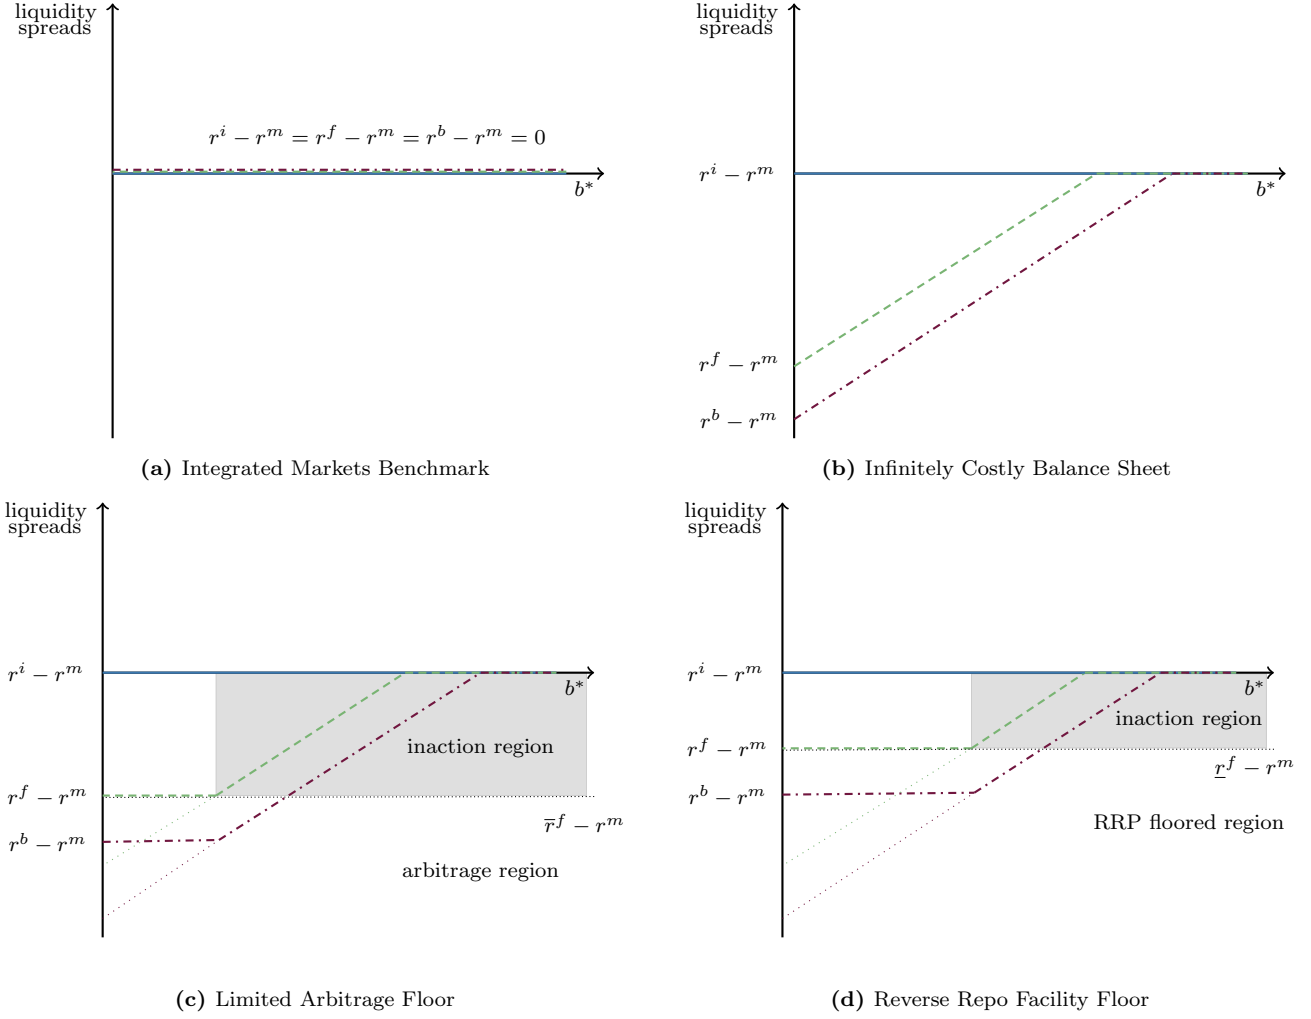 liquidity
spreads
r^i − r^m = r^f − r^m = r^b − r^m = 0
b*
(a) Integrated Markets Benchmark
liquidity
spreads
r^i − r^m
b*
r^f − r^m
r^b − r^m
(b) Infinitely Costly Balance Sheet
liquidity
spreads
r^i − r^m
b*
inaction region
r^f − r^m
r̅^f − r^m
r^b − r^m
arbitrage region
(c) Limited Arbitrage Floor
liquidity
spreads
r^i − r^m
b*
inaction region
r^f − r^m
r̲^f − r^m
r^b − r^m
RRP floored region
(d) Reverse Repo Facility Floor